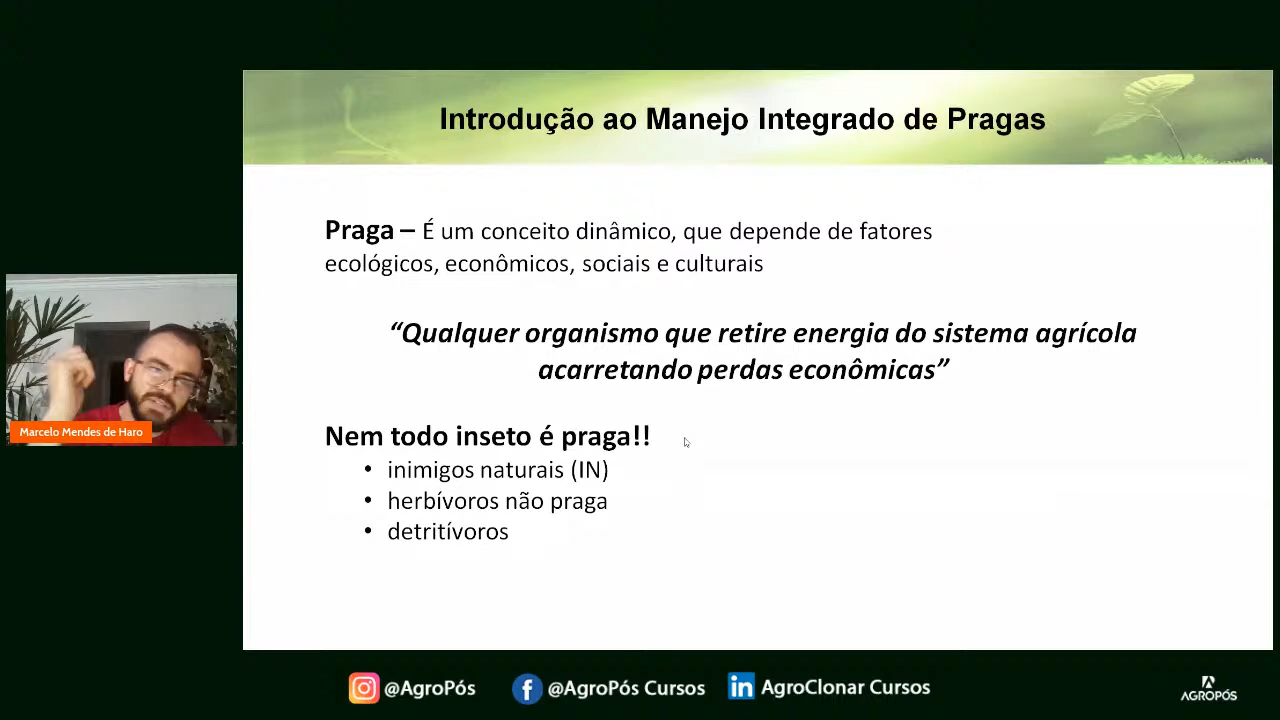 Introdução ao Manejo Integrado de Pragas
Praga – É um conceito dinâmico, que depende de fatores
ecológicos, econômicos, sociais e culturais
“Qualquer organismo que retire energia do sistema agrícola
acarretando perdas econômicas”
Nem todo inseto é praga!!
• inimigos naturais (IN)
• herbívoros não praga
• detritívoros
Marcelo Mendes de Haro
@AgroPós
@AgroPós Cursos
AgroClonar Cursos
AGROPÓS